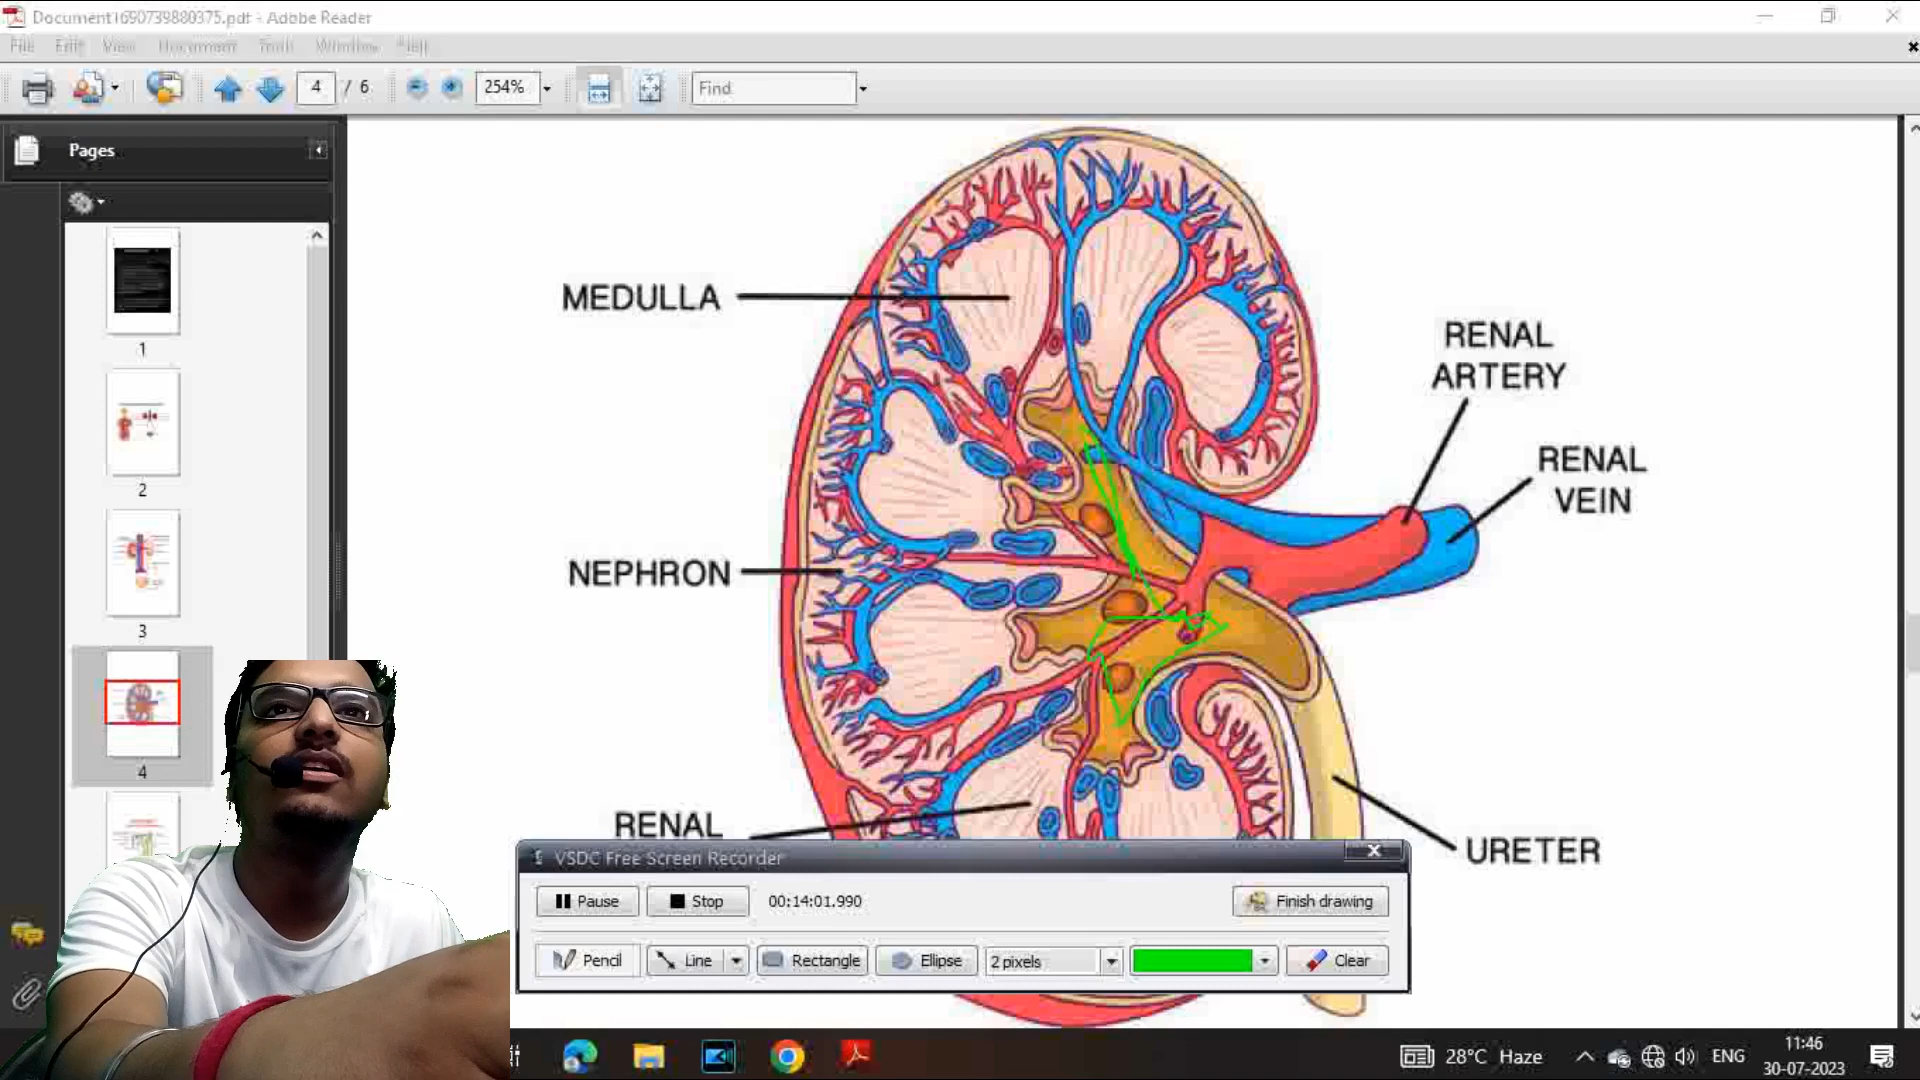 Document1690739880375.pdf - Adobe Reader
File Edit View Document Tools Window Help
4 / 6 254% Find
Pages
1
2
3
4
MEDULLA
RENAL
ARTERY
RENAL
VEIN
NEPHRON
RENAL
URETER
VSDC Free Screen Recorder
Pause Stop 00:14:01.990 Finish drawing
Pencil Line Rectangle Ellipse 2 pixels Clear
28°C Haze ENG 11:46
30-07-2023